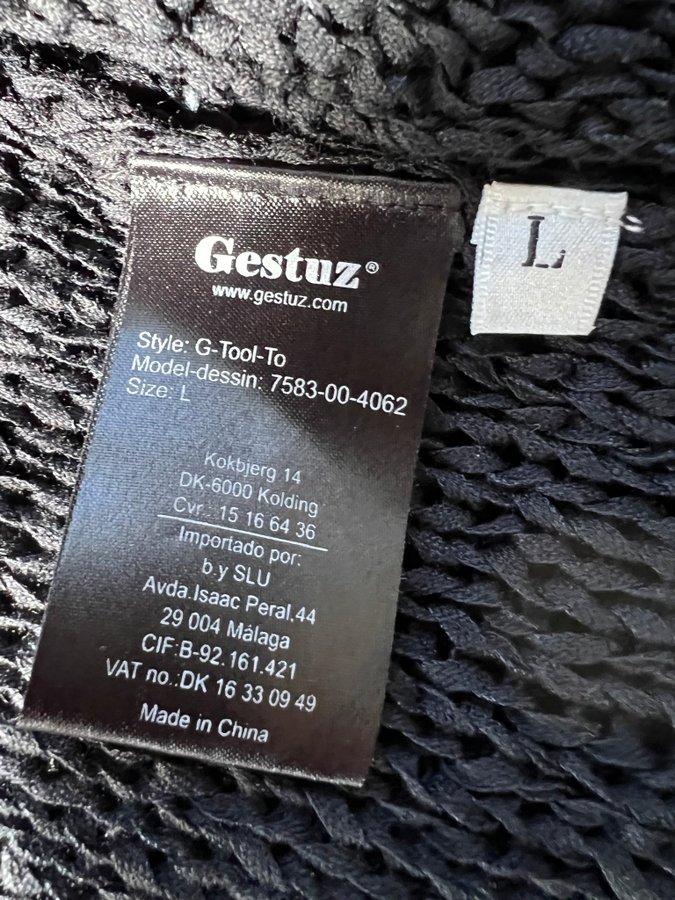 Gestuz®
www.gestuz.com
Style: G-Tool-To
Model-dessin: 7583-00-4062
Size: L
Kokbjerg 14
DK-6000 Kolding
Cvr.: 15 16 64 36
Importado por:
b.y SLU
Avda.Isaac Peral,44
29 004 Málaga
CIF:B-92.161.421
VAT no.:DK 16 33 09 49
Made in China
L